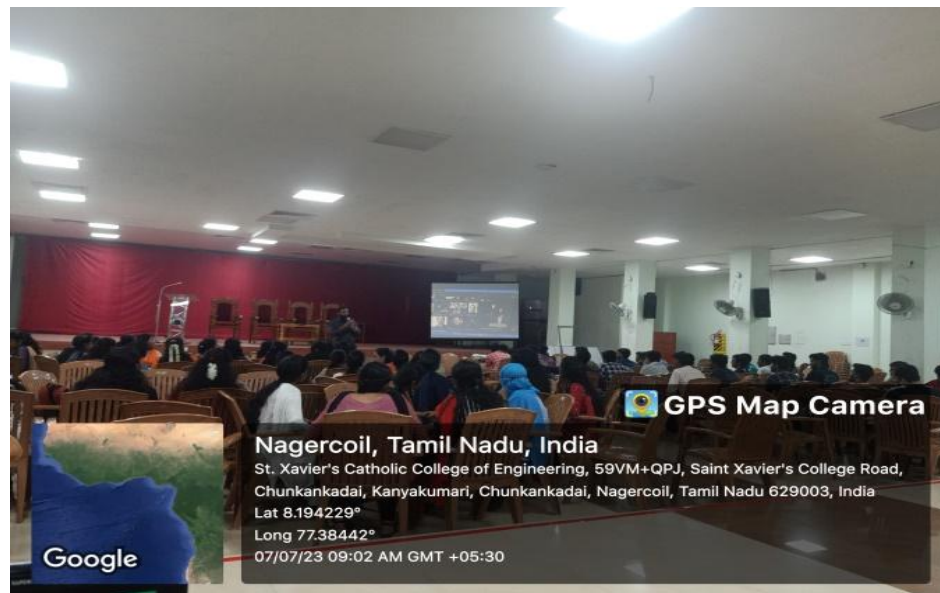 GPS Map Camera
Nagercoil, Tamil Nadu, India
St. Xavier's Catholic College of Engineering, 59VM+QPJ, Saint Xavier's College Road,
Chunkankadai, Kanyakumari, Chunkankadai, Nagercoil, Tamil Nadu 629003, India
Lat 8.194229°
Long 77.38442°
07/07/23 09:02 AM GMT +05:30
Google